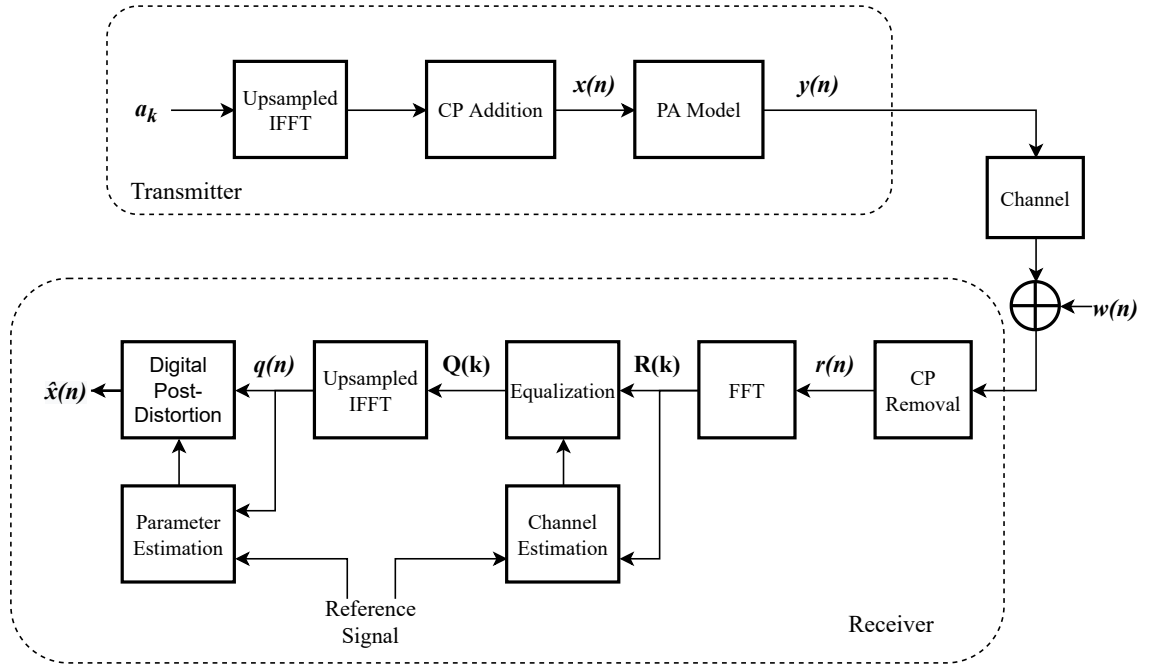 a_k
Upsampled
IFFT
CP Addition
x(n)
PA Model
y(n)
Transmitter
Channel
w(n)
Digital
Post-
Distortion
x̂(n)
q(n)
Upsampled
IFFT
Q(k)
Equalization
R(k)
FFT
r(n)
CP
Removal
Parameter
Estimation
Channel
Estimation
Reference
Signal
Receiver